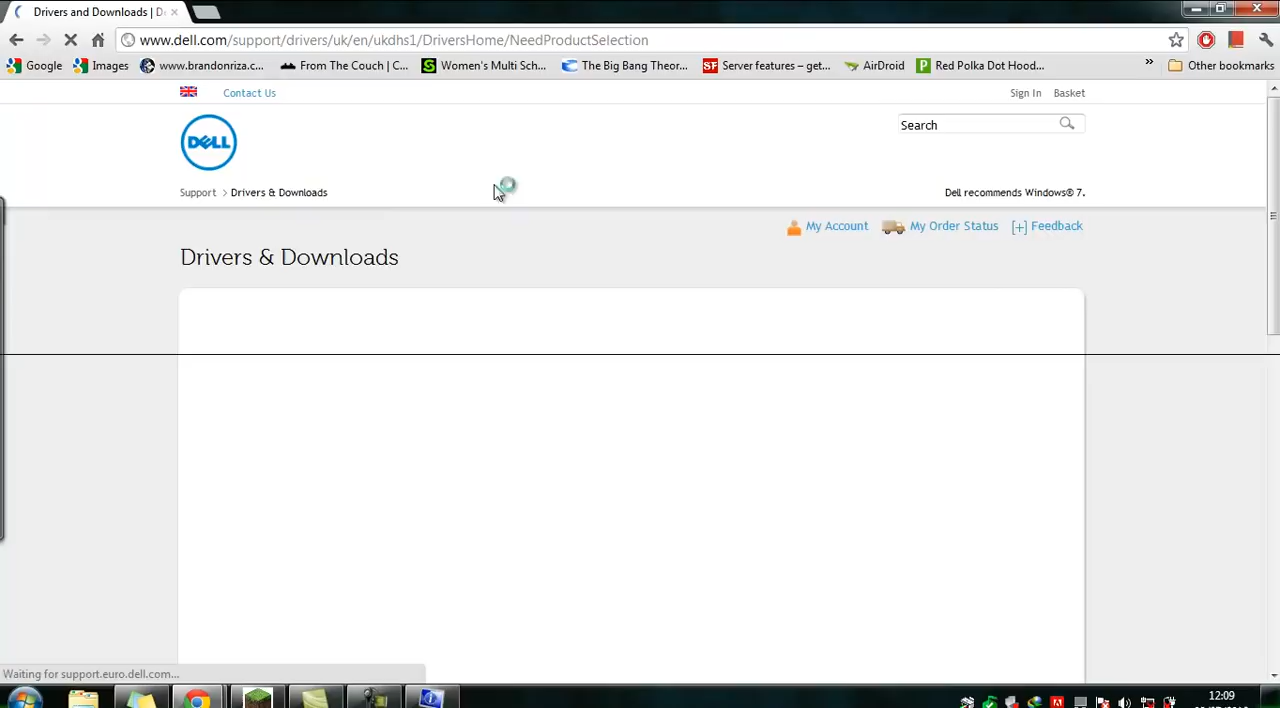 Drivers and Downloads | D
www.dell.com/support/drivers/uk/en/ukdhs1/DriversHome/NeedProductSelection
Google Images www.brandonriza.c... From The Couch | C... Women's Multi Sch... The Big Bang Theor... SF Server features – get... AirDroid P Red Polka Dot Hood... » Other bookmarks
Contact Us Sign In Basket
DELL
Search
Support > Drivers & Downloads Dell recommends Windows® 7.
My Account My Order Status [+] Feedback
Drivers & Downloads
Waiting for support.euro.dell.com...
12:09